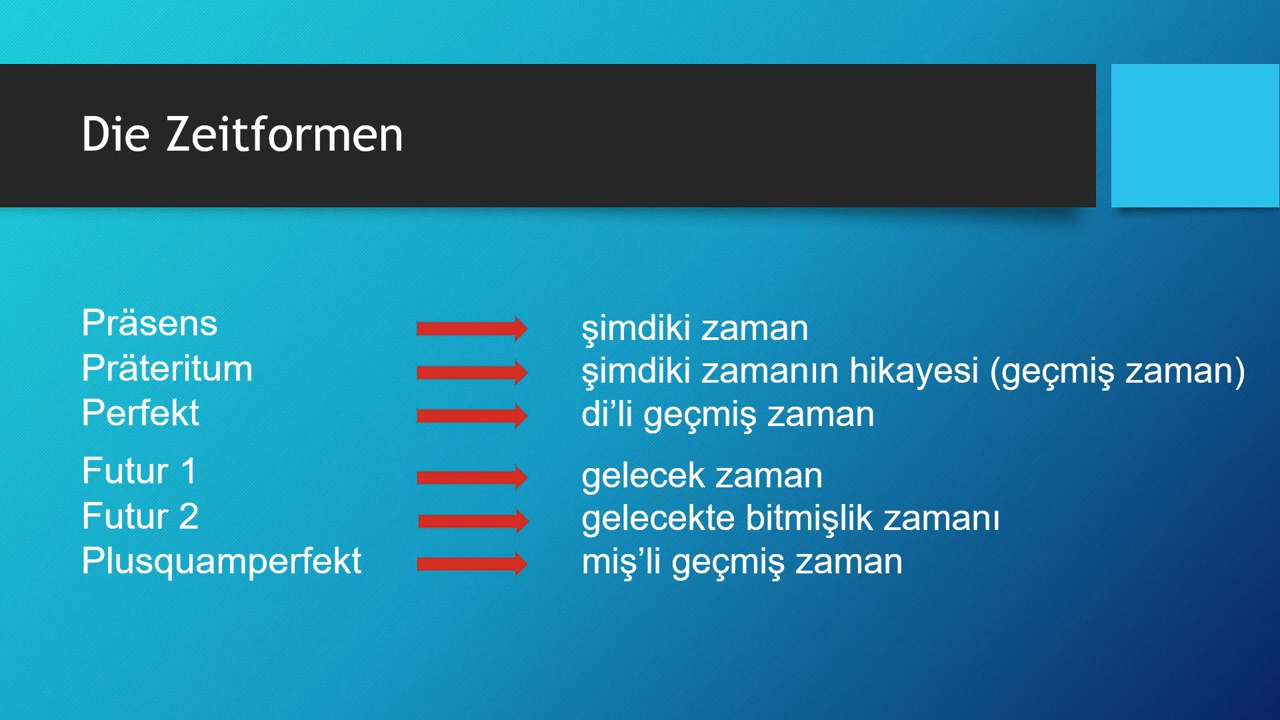 Die Zeitformen
Präsens şimdiki zaman
Präteritum şimdiki zamanın hikayesi (geçmiş zaman)
Perfekt di’li geçmiş zaman
Futur 1 gelecek zaman
Futur 2 gelecekte bitmişlik zamanı
Plusquamperfekt miş’li geçmiş zaman